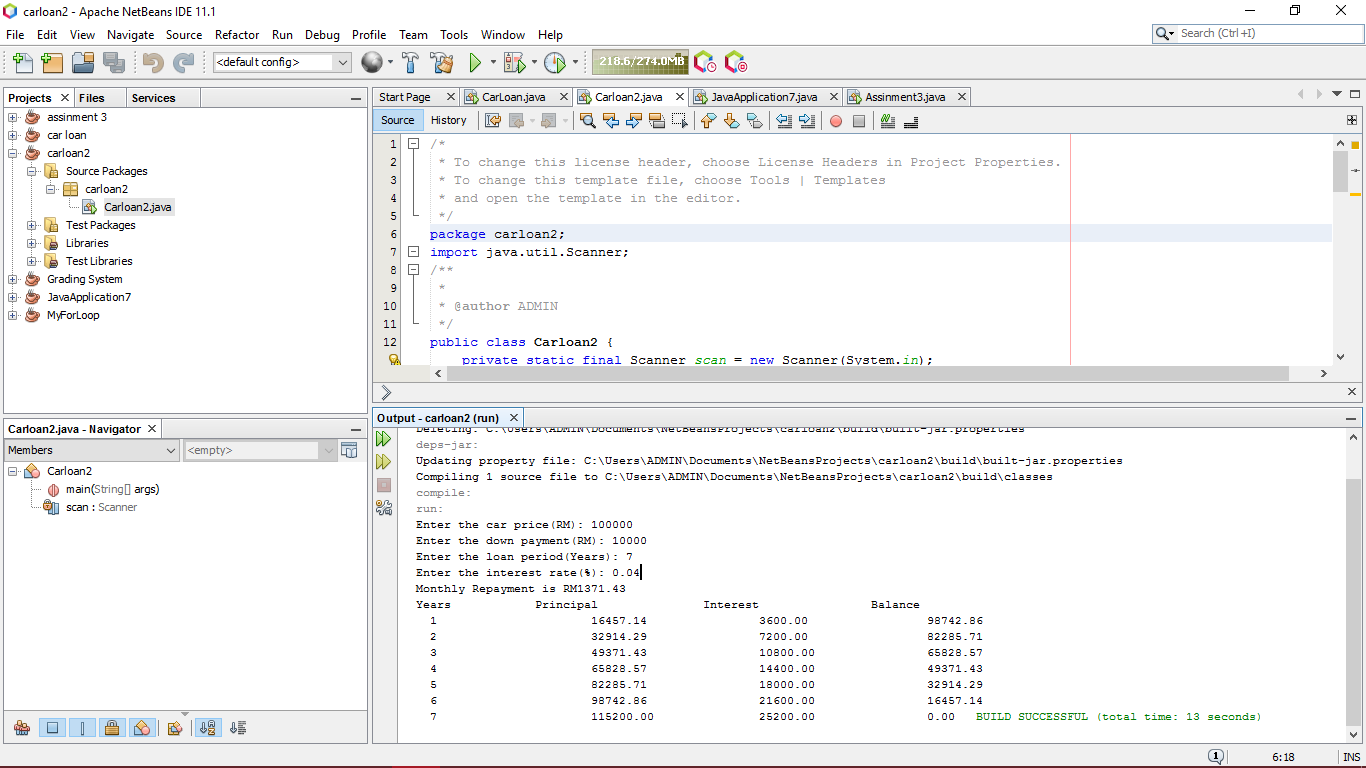 carloan2 - Apache NetBeans IDE 11.1
File Edit View Navigate Source Refactor Run Debug Profile Team Tools Window Help
Search (Ctrl+I)
<default config>
218.6/274.0MB
Projects Files Services
assinment 3
car loan
carloan2
Source Packages
carloan2
Carloan2.java
Test Packages
Libraries
Test Libraries
Grading System
JavaApplication7
MyForLoop
Carloan2.java - Navigator
Members
<empty>
Carloan2
main(String[] args)
scan : Scanner
Start Page CarLoan.java Carloan2.java JavaApplication7.java Assinment3.java
Source History
1 /*
2 * To change this license header, choose License Headers in Project Properties.
3 * To change this template file, choose Tools | Templates
4 * and open the template in the editor.
5 */
6 package carloan2;
7 import java.util.Scanner;
8 /**
9 *
10 * @author ADMIN
11 */
12 public class Carloan2 {
private static final Scanner scan = new Scanner(System.in);
Output - carloan2 (run)
Deleting: C:\Users\ADMIN\Documents\NetBeansProjects\carloan2\build\built-jar.properties
deps-jar:
Updating property file: C:\Users\ADMIN\Documents\NetBeansProjects\carloan2\build\built-jar.properties
Compiling 1 source file to C:\Users\ADMIN\Documents\NetBeansProjects\carloan2\build\classes
compile:
run:
Enter the car price(RM): 100000
Enter the down payment(RM): 10000
Enter the loan period(Years): 7
Enter the interest rate(%): 0.04
Monthly Repayment is RM1371.43
Years Principal Interest Balance
1 16457.14 3600.00 98742.86
2 32914.29 7200.00 82285.71
3 49371.43 10800.00 65828.57
4 65828.57 14400.00 49371.43
5 82285.71 18000.00 32914.29
6 98742.86 21600.00 16457.14
7 115200.00 25200.00 0.00 BUILD SUCCESSFUL (total time: 13 seconds)
1 6:18 INS